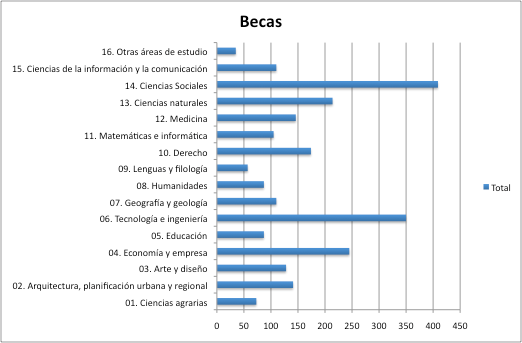 Becas
16. Otras áreas de estudio
15. Ciencias de la información y la comunicación
14. Ciencias Sociales
13. Ciencias naturales
12. Medicina
11. Matemáticas e informática
10. Derecho
09. Lenguas y filología
08. Humanidades
07. Geografía y geología
06. Tecnología e ingeniería
05. Educación
04. Economía y empresa
03. Arte y diseño
02. Arquitectura, planificación urbana y regional
01. Ciencias agrarias
0 50 100 150 200 250 300 350 400 450
Total